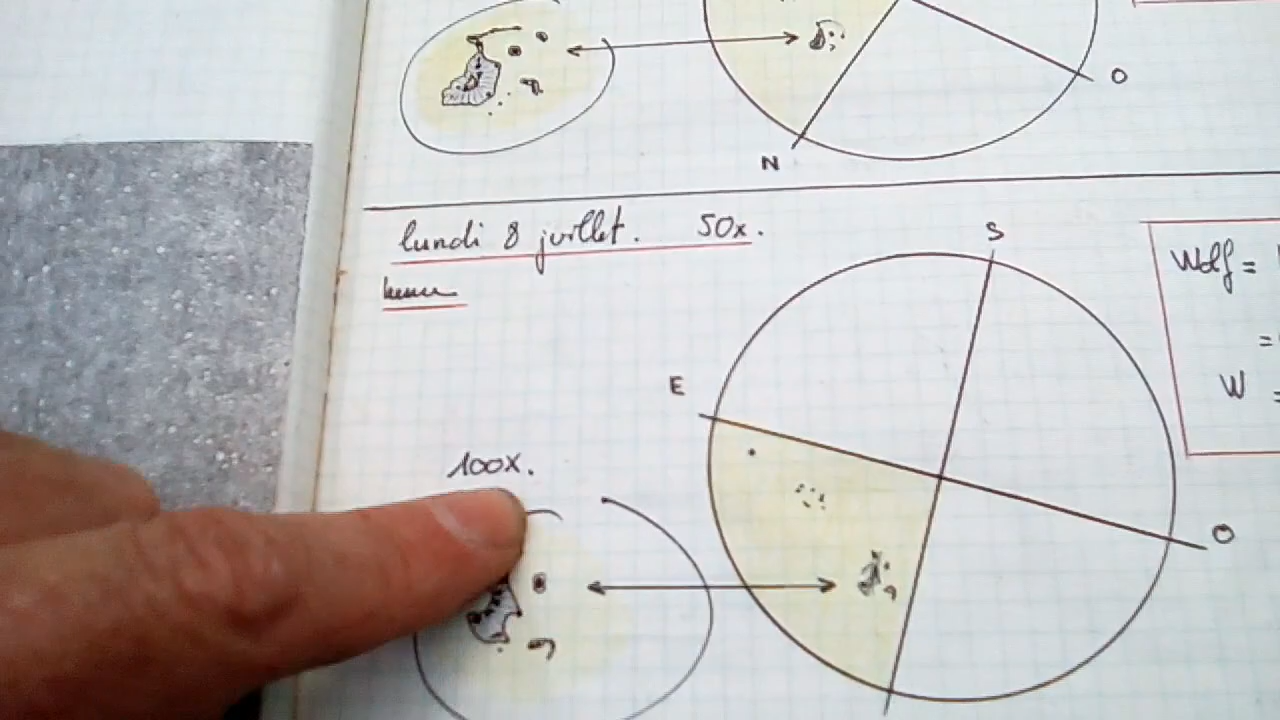 O
N
lundi 8 juillet. 50x.
S
Wolf =
=
E
W =
100x.
O